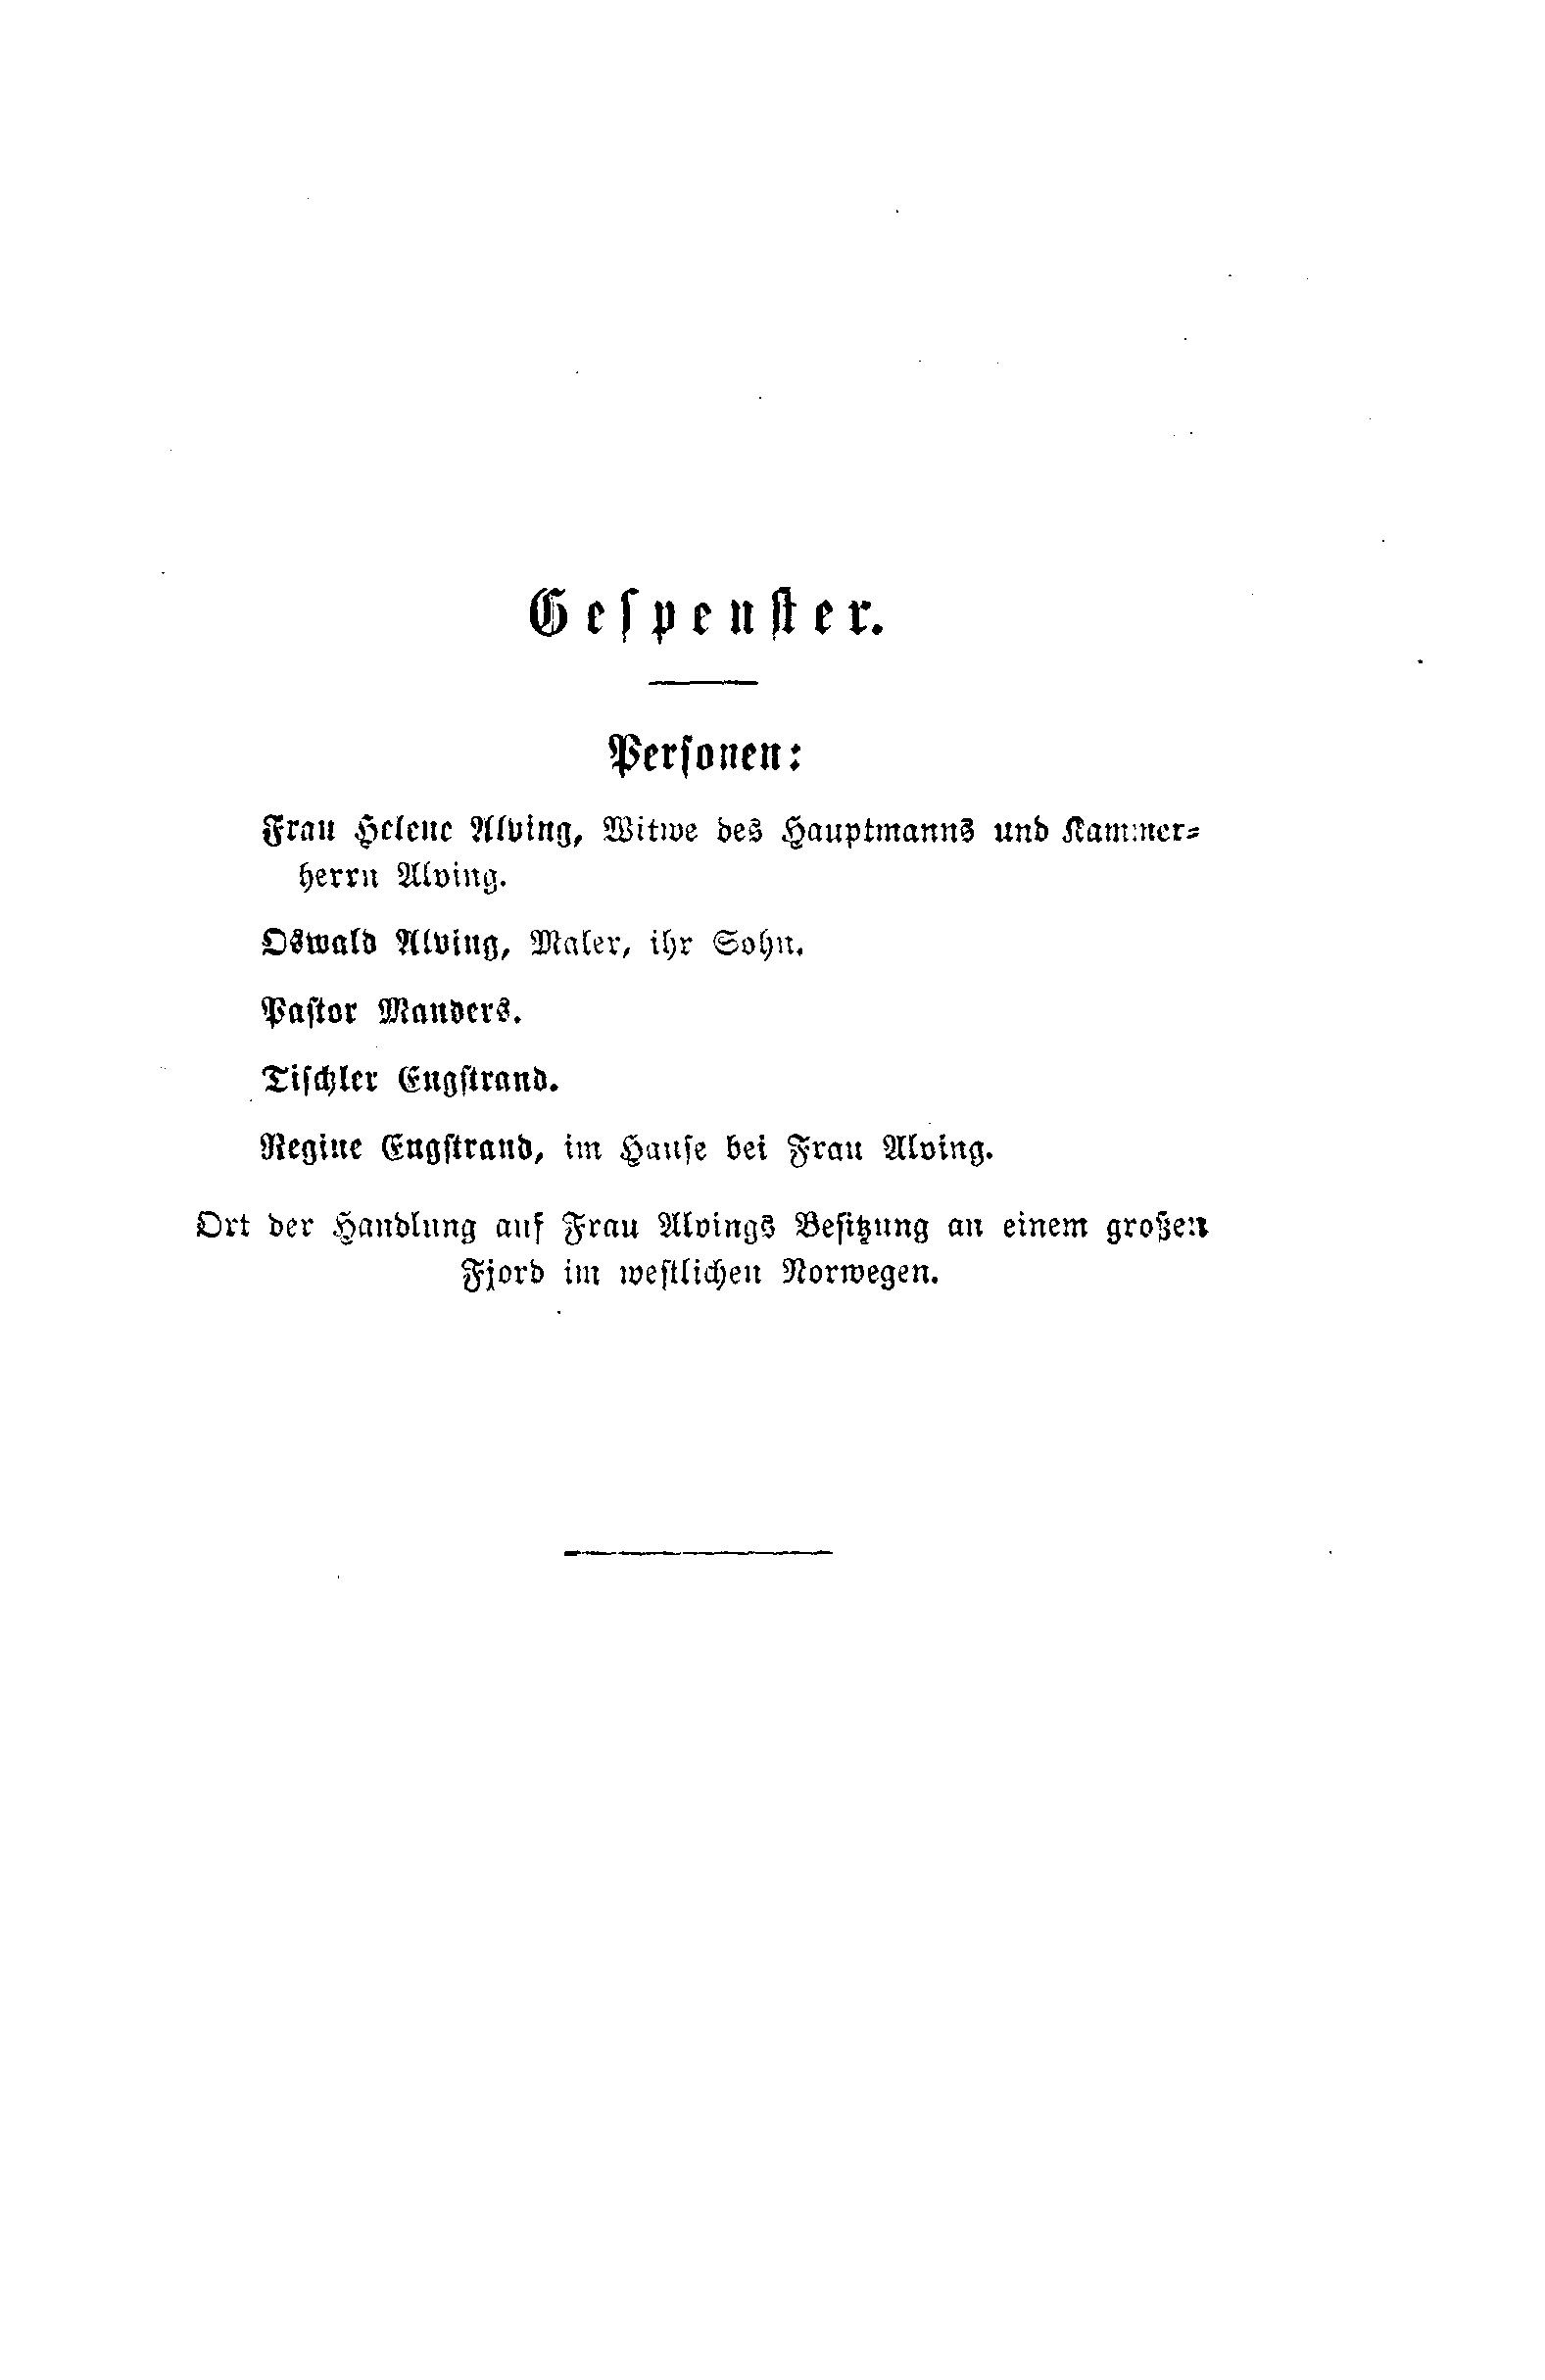 Gespenster.
Personen:
Frau Helene Alving, Witwe des Hauptmanns und Kammer-
herrn Alving.
Oswald Alving, Maler, ihr Sohn.
Pastor Manders.
Tischler Engstrand.
Regine Engstrand, im Hause bei Frau Alving.
Ort der Handlung auf Frau Alvings Besitzung an einem großen
Fjord im westlichen Norwegen.